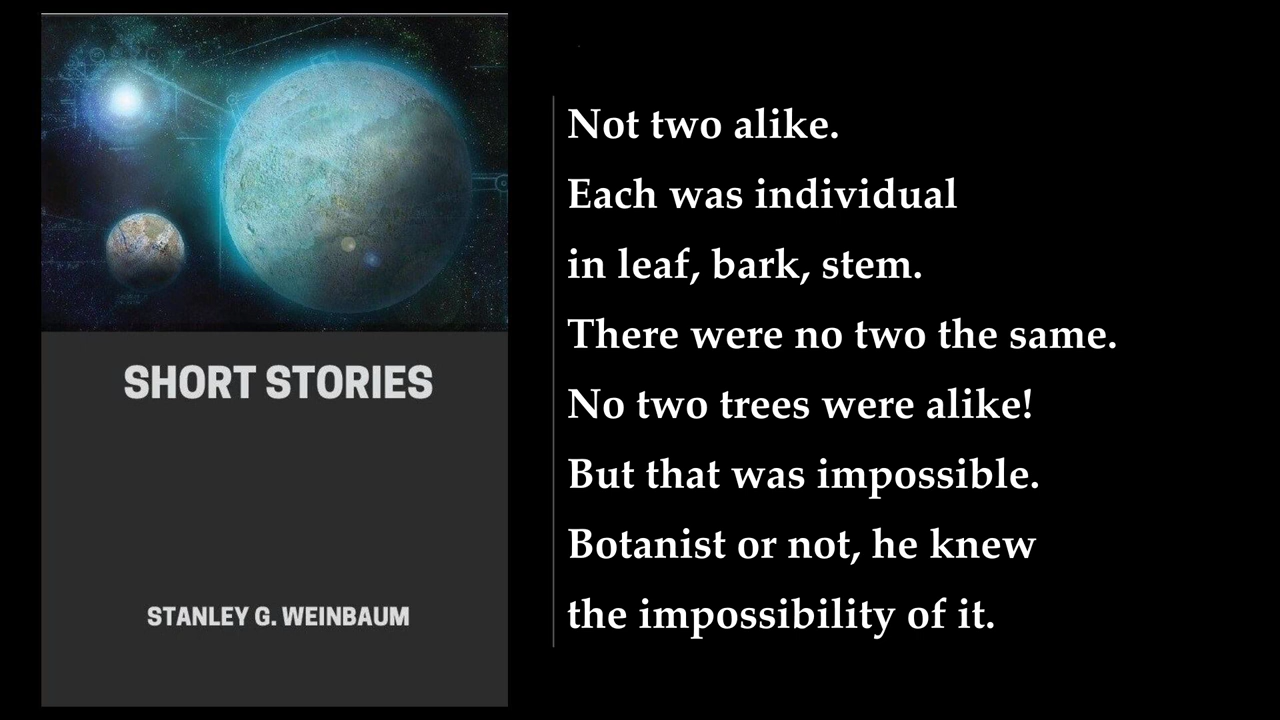 SHORT STORIES
STANLEY G. WEINBAUM
Not two alike.
Each was individual
in leaf, bark, stem.
There were no two the same.
No two trees were alike!
But that was impossible.
Botanist or not, he knew
the impossibility of it.